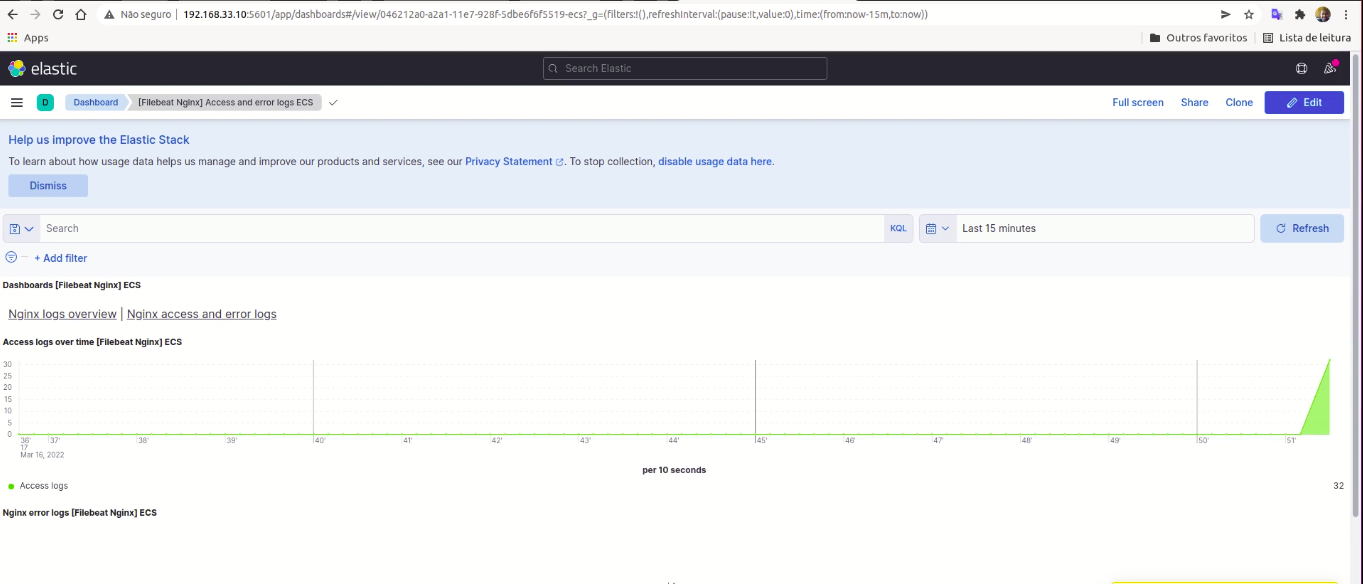 Não seguro | 192.168.33.10:5601/app/dashboards#/view/046212a0-a2a1-11e7-928f-5dbe6f6f5519-ecs?_g=(filters:!(),refreshInterval:(pause:!t,value:0),time:(from:now-15m,to:now))
Apps Outros favoritos Lista de leitura
elastic Search Elastic
D Dashboard [Filebeat Nginx] Access and error logs ECS Full screen Share Clone Edit
Help us improve the Elastic Stack
To learn about how usage data helps us manage and improve our products and services, see our Privacy Statement. To stop collection, disable usage data here.
Dismiss
Search KQL Last 15 minutes Refresh
+ Add filter
Dashboards [Filebeat Nginx] ECS
Nginx logs overview | Nginx access and error logs
Access logs over time [Filebeat Nginx] ECS
30
25
20
15
10
5
0
36' 37' 38' 39' 40' 41' 42' 43' 44' 45' 46' 47' 48' 49' 50' 51'
17
Mar 16, 2022
per 10 seconds
Access logs 32
Nginx error logs [Filebeat Nginx] ECS